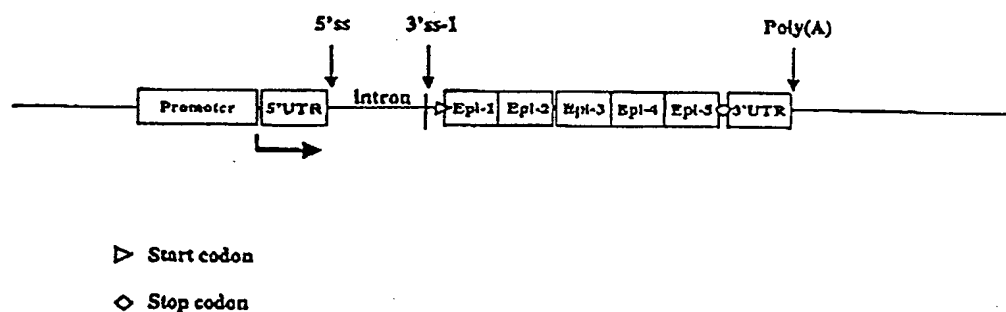 5'ss 3'ss-1 Poly(A)
Promoter 5'UTR Intron Epi-1 Epi-2 Epi-3 Epi-4 Epi-5 3'UTR
Start codon
Stop codon